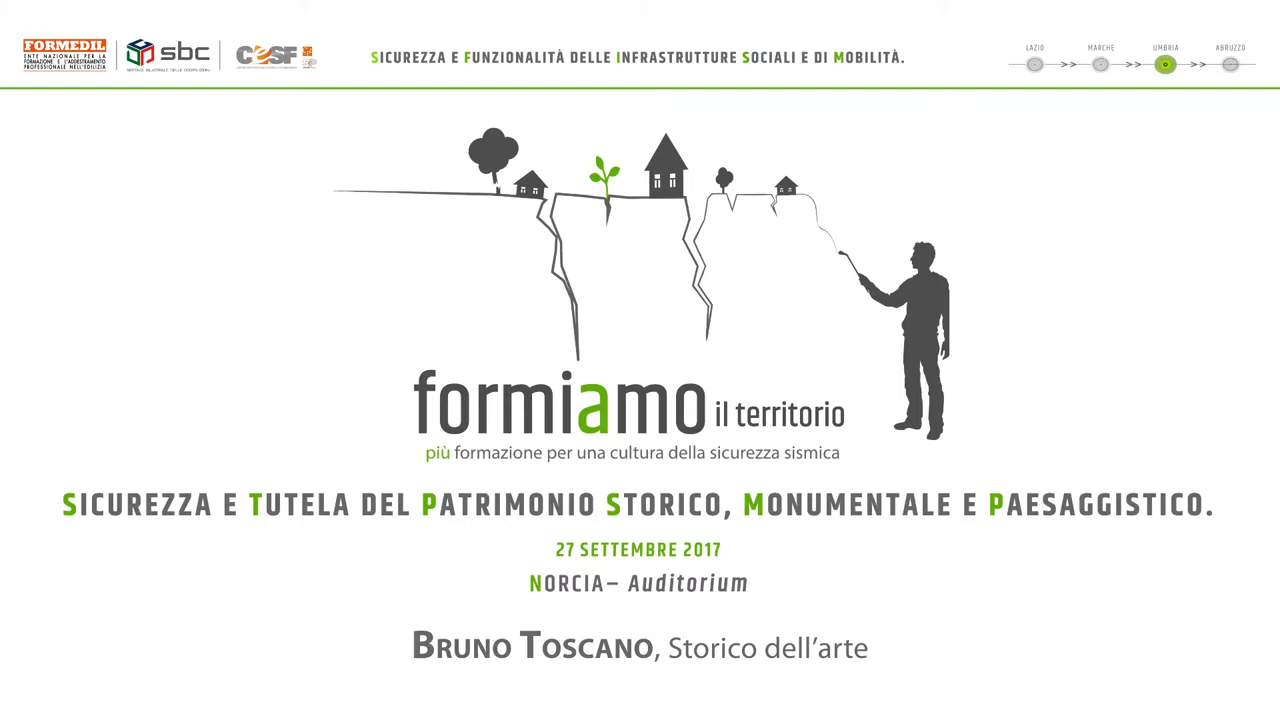 FORMEDIL
ENTE NAZIONALE PER LA
FORMAZIONE E L'ADDESTRAMENTO
PROFESSIONALE NELL'EDILIZIA
sbc
CESF
SICUREZZA E FUNZIONALITÀ DELLE INFRASTRUTTURE SOCIALI E DI MOBILITÀ.
LAZIO >> MARCHE >> UMBRIA >> ABRUZZO
formiamo il territorio
più formazione per una cultura della sicurezza sismica
SICUREZZA E TUTELA DEL PATRIMONIO STORICO, MONUMENTALE E PAESAGGISTICO.
27 SETTEMBRE 2017
NORCIA– Auditorium
BRUNO TOSCANO, Storico dell'arte